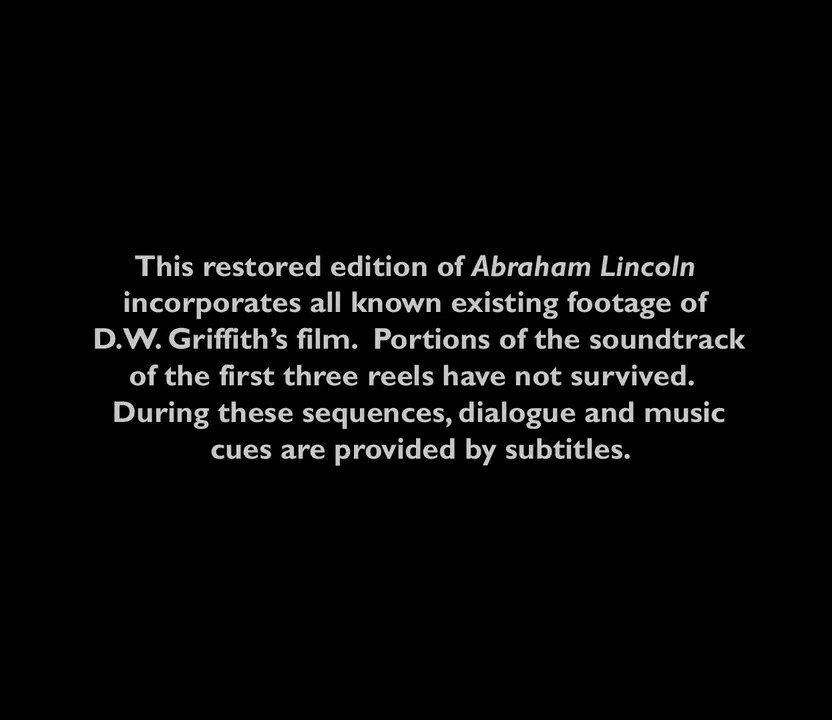 This restored edition of Abraham Lincoln
incorporates all known existing footage of
D.W. Griffith’s film.  Portions of the soundtrack
of the first three reels have not survived.
During these sequences, dialogue and music
cues are provided by subtitles.